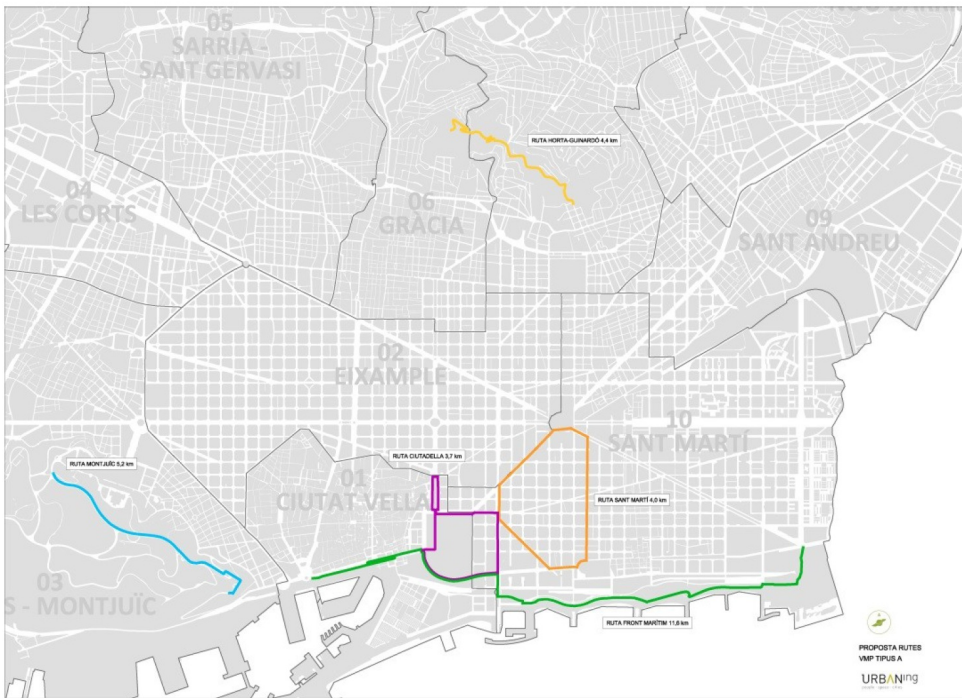 05
SARRIÀ -
SANT GERVASI
RUTA HORTA-GUINARDÓ 4,4 km
04
LES CORTS
06
GRÀCIA
09
SANT ANDREU
02
EIXAMPLE
10
SANT MARTÍ
RUTA CIUTADELLA 3,7 km
RUTA MONTJUÏC 5,2 km
01
CIUTAT VELLA
RUTA SANT MARTÍ 4,0 km
03
S - MONTJUÏC
RUTA FRONT MARÍTIM 11,6 km
PROPOSTA RUTES
VMP TIPUS A
URBANing